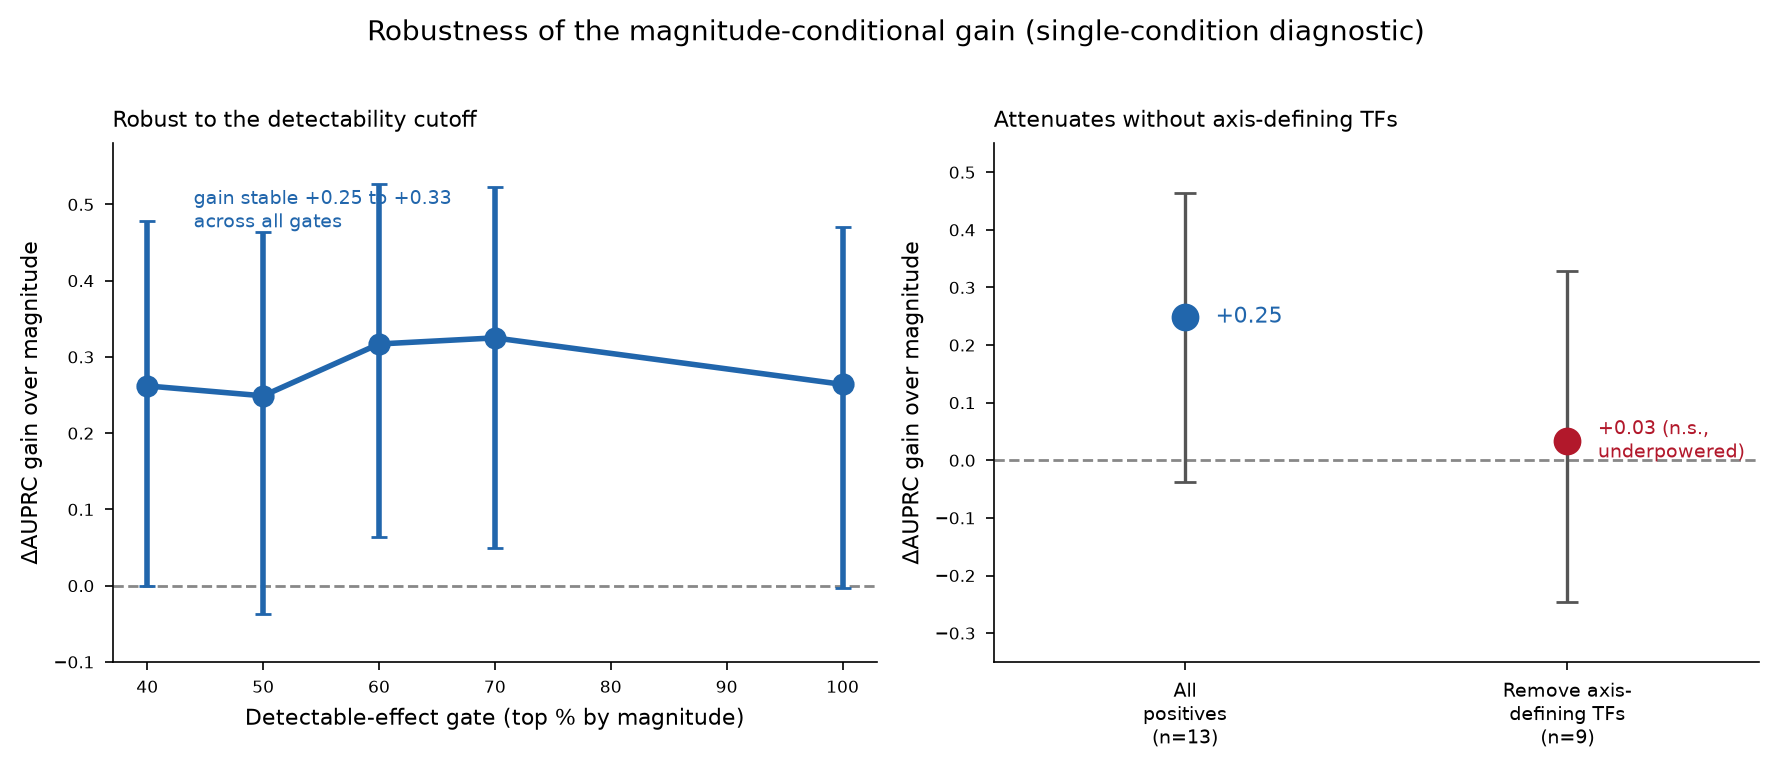 Robustness of the magnitude-conditional gain (single-condition diagnostic)
Robust to the detectability cutoff
ΔAUPRC gain over magnitude
0.5
0.4
0.3
0.2
0.1
0.0
−0.1
gain stable +0.25 to +0.33
across all gates
40
50
60
70
80
90
100
Detectable-effect gate (top % by magnitude)
Attenuates without axis-defining TFs
ΔAUPRC gain over magnitude
0.5
0.4
0.3
0.2
0.1
0.0
−0.1
−0.2
−0.3
+0.25
+0.03 (n.s.,
underpowered)
All
positives
(n=13)
Remove axis-
defining TFs
(n=9)